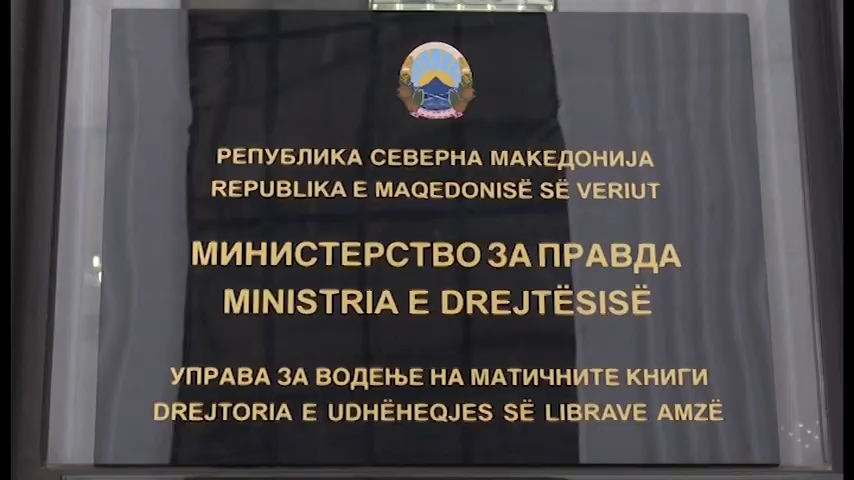 РЕПУБЛИКА СЕВЕРНА МАКЕДОНИЈА
REPUBLIKA E MAQEDONISË SË VERIUT
МИНИСТЕРСТВО ЗА ПРАВДА
MINISTRIA E DREJTËSISË
УПРАВА ЗА ВОДЕЊЕ НА МАТИЧНИТЕ КНИГИ
DREJTORIA E UDHËHEQJES SË LIBRAVE AMZË